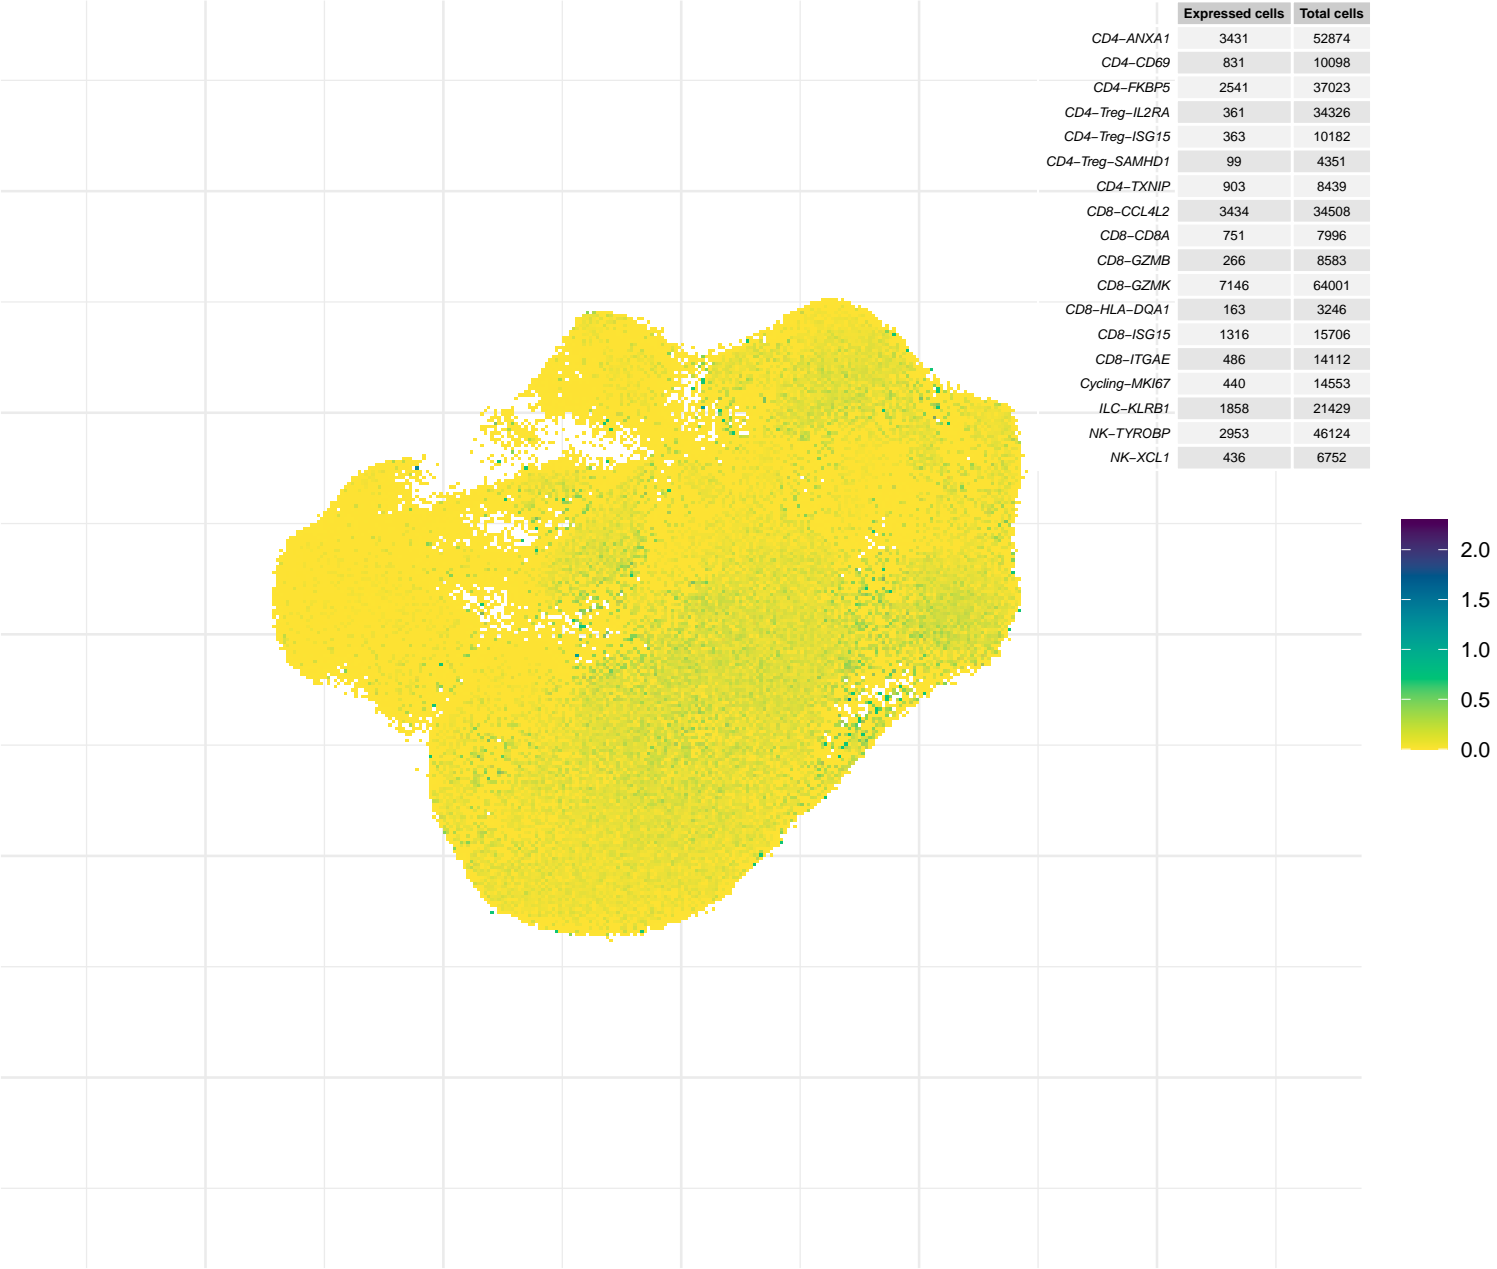 Expressed cells Total cells
CD4−ANXA1 3431 52874
CD4−CD69 831 10098
CD4−FKBP5 2541 37023
CD4−Treg−IL2RA 361 34326
CD4−Treg−ISG15 363 10182
CD4−Treg−SAMHD1 99 4351
CD4−TXNIP 903 8439
CD8−CCL4L2 3434 34508
CD8−CD8A 751 7996
CD8−GZMB 266 8583
CD8−GZMK 7146 64001
CD8−HLA−DQA1 163 3246
CD8−ISG15 1316 15706
CD8−ITGAE 486 14112
Cycling−MKI67 440 14553
ILC−KLRB1 1858 21429
NK−TYROBP 2953 46124
NK−XCL1 436 6752
2.0
1.5
1.0
0.5
0.0